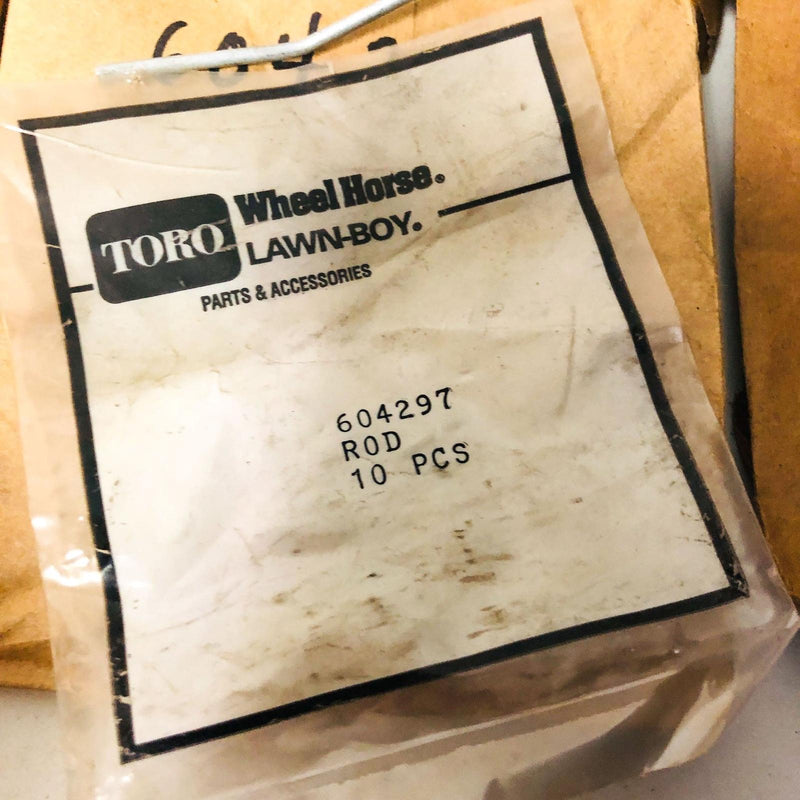 TORO
Wheel Horse®
LAWN-BOY®
PARTS & ACCESSORIES
604297
ROD
10 PCS